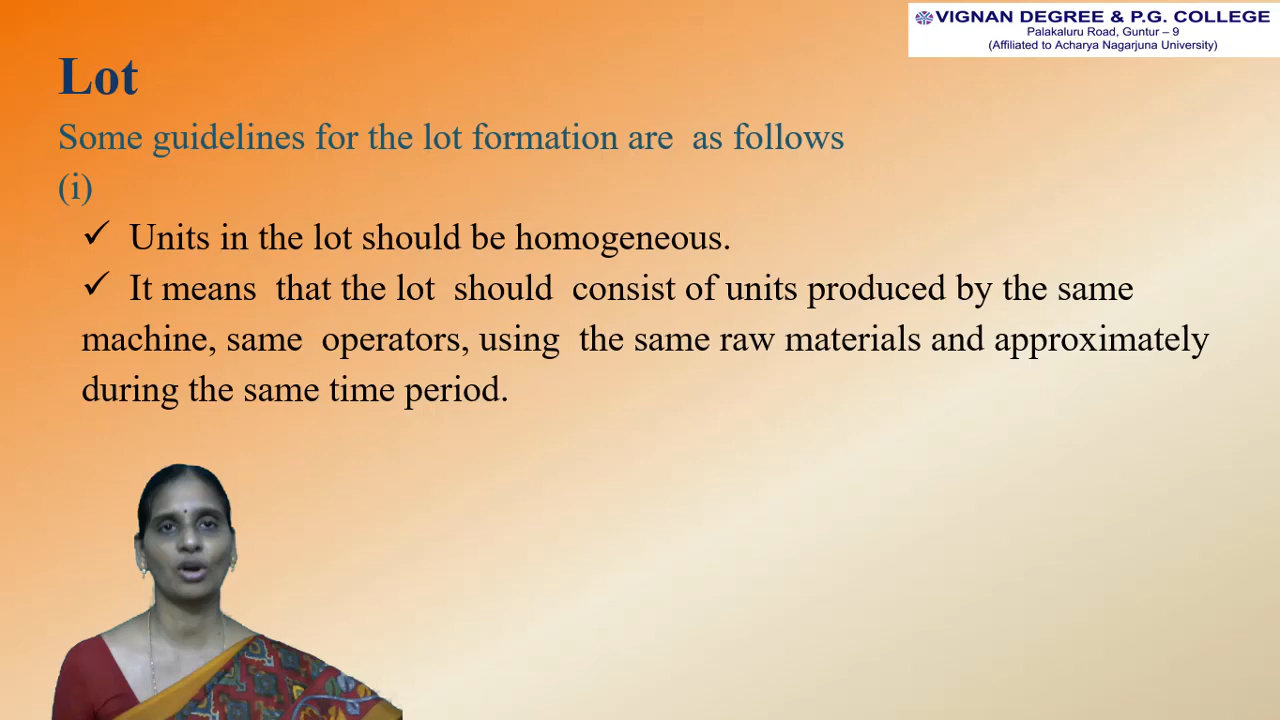 VIGNAN DEGREE & P.G. COLLEGE
Palakaluru Road, Guntur – 9
(Affiliated to Acharya Nagarjuna University)
Lot
Some guidelines for the lot formation are as follows
(i)
✓ Units in the lot should be homogeneous.
✓ It means that the lot should consist of units produced by the same
machine, same operators, using the same raw materials and approximately
during the same time period.